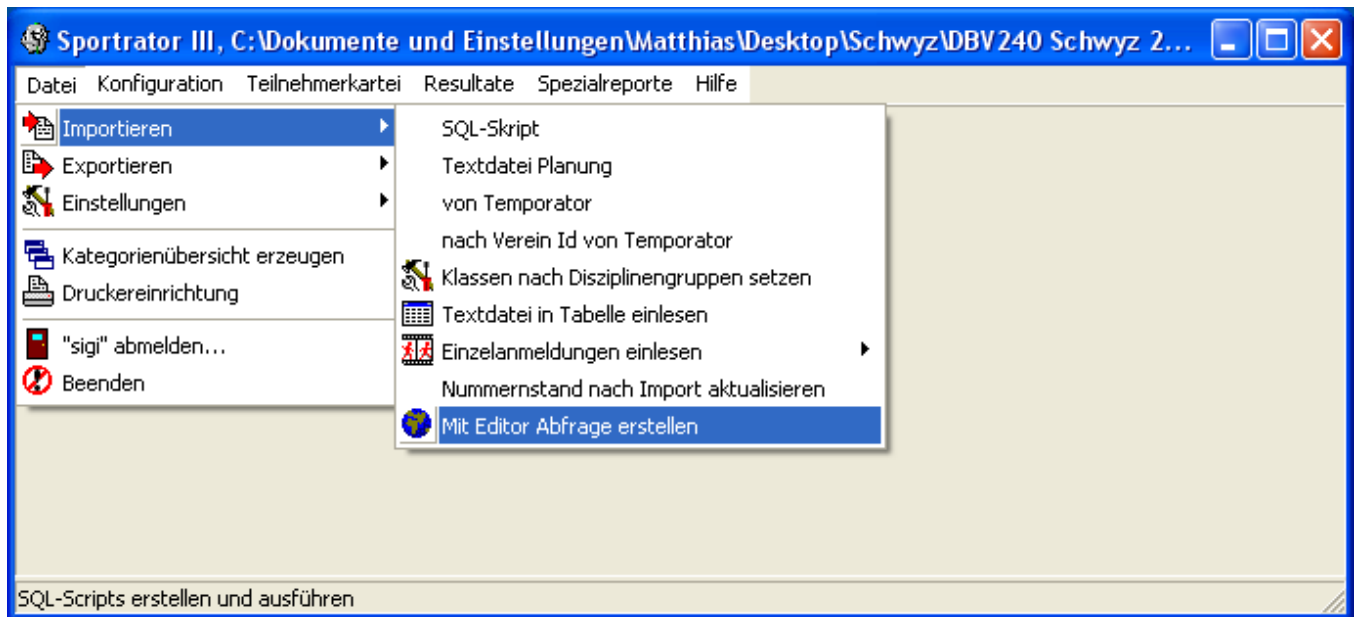 Sportrator III, C:\Dokumente und Einstellungen\Matthias\Desktop\Schwyz\DBV240 Schwyz 2...
Datei Konfiguration Teilnehmerkartei Resultate Spezialreporte Hilfe
Importieren
Exportieren
Einstellungen
Kategorienübersicht erzeugen
Druckereinrichtung
"sigi" abmelden...
Beenden
SQL-Skript
Textdatei Planung
von Temporator
nach Verein Id von Temporator
Klassen nach Disziplinengruppen setzen
Textdatei in Tabelle einlesen
Einzelanmeldungen einlesen
Nummernstand nach Import aktualisieren
Mit Editor Abfrage erstellen
SQL-Scripts erstellen und ausführen